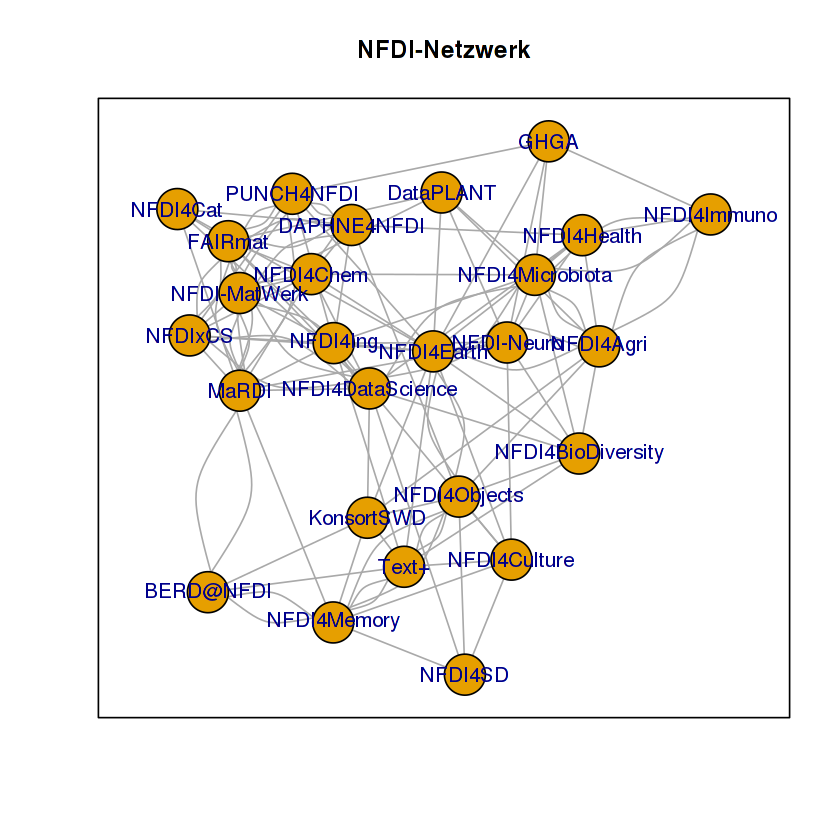 NFDI-Netzwerk
GHGA
PUNCH4NFDI
DataPLANT
NFDI4Cat
NFDI4Immuno
DAPHNE4NFDI
FAIRmat
NFDI4Health
NFDI4Chem
NFDI4Microbiota
NFDI-MatWerk
NFDIxCS
NFDI4Ing
NFDI4Earth
NFDI-Neuro
NFDI4Agri
MaRDI
NFDI4DataScience
NFDI4BioDiversity
NFDI4Objects
KonsortSWD
Text+
NFDI4Culture
BERD@NFDI
NFDI4Memory
NFDI4SD